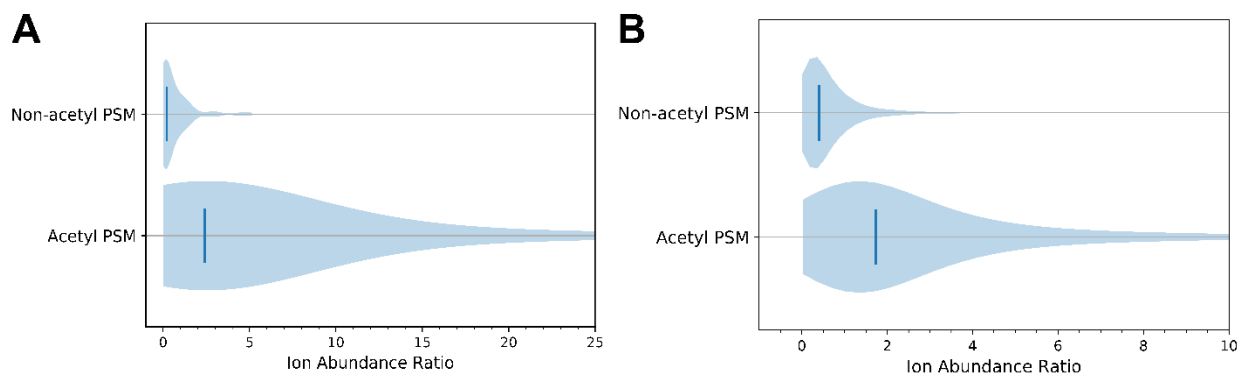 A
Non-acetyl PSM
Acetyl PSM
0 5 10 15 20 25
Ion Abundance Ratio
B
Non-acetyl PSM
Acetyl PSM
0 2 4 6 8 10
Ion Abundance Ratio